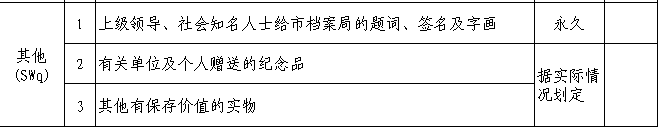 其他
(SWq)
1 上级领导、社会知名人士给市档案局的题词、签名及字画 永久
2 有关单位及个人赠送的纪念品
3 其他有保存价值的实物
据实际情
况划定